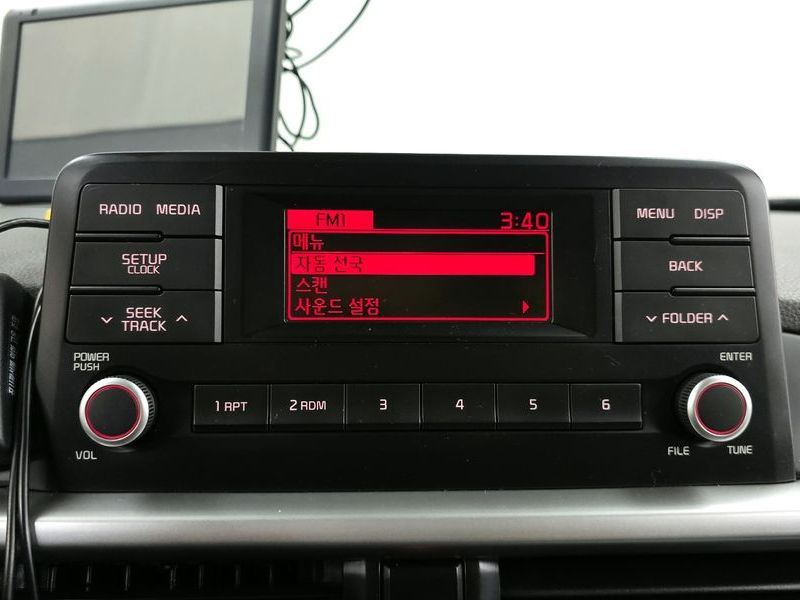 RADIO MEDIA
SETUP
CLOCK
SEEK
TRACK
FM1 3:40
메뉴
자동 선국
스캔
사운드 설정
MENU DISP
BACK
FOLDER
POWER
PUSH
VOL
1 RPT 2 RDM 3 4 5 6
ENTER
FILE TUNE